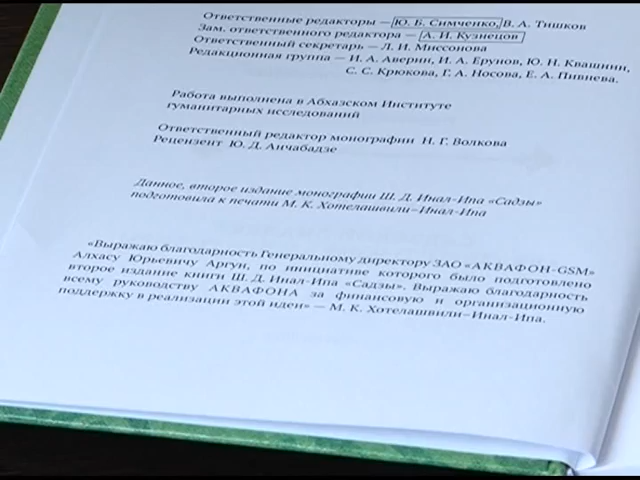 Ответственные редакторы — Ю. Б. Симченко, В. А. Тишков
Зам. ответственного редактора — А. И. Кузнецов
Ответственный секретарь — Л. И. Миссонова
Редакционная группа — И. А. Аверин, И. А. Ерунов, Ю. Н. Квашнин,
С. С. Крюкова, Г. А. Носова, Е. А. Пивнева.
Работа выполнена в Абхазском Институте
гуманитарных исследований
Ответственный редактор монографии Н. Г. Волкова
Рецензент Ю. Д. Анчабадзе
Данное, второе издание монографии Ш. Д. Инал-Ипа «Садзы»
подготовила к печати М. К. Хотелашвили–Инал-Ипа
«Выражаю благодарность Генеральному директору ЗАО «АКВАФОН-GSM»
Алхасу Юрьевичу Аргун, по инициативе которого было подготовлено
второе издание книги Ш. Д. Инал-Ипа «Садзы». Выражаю благодарность
всему руководству АКВАФОНА за финансовую и организационную
поддержку в реализации этой идеи» — М. К. Хотелашвили–Инал-Ипа.